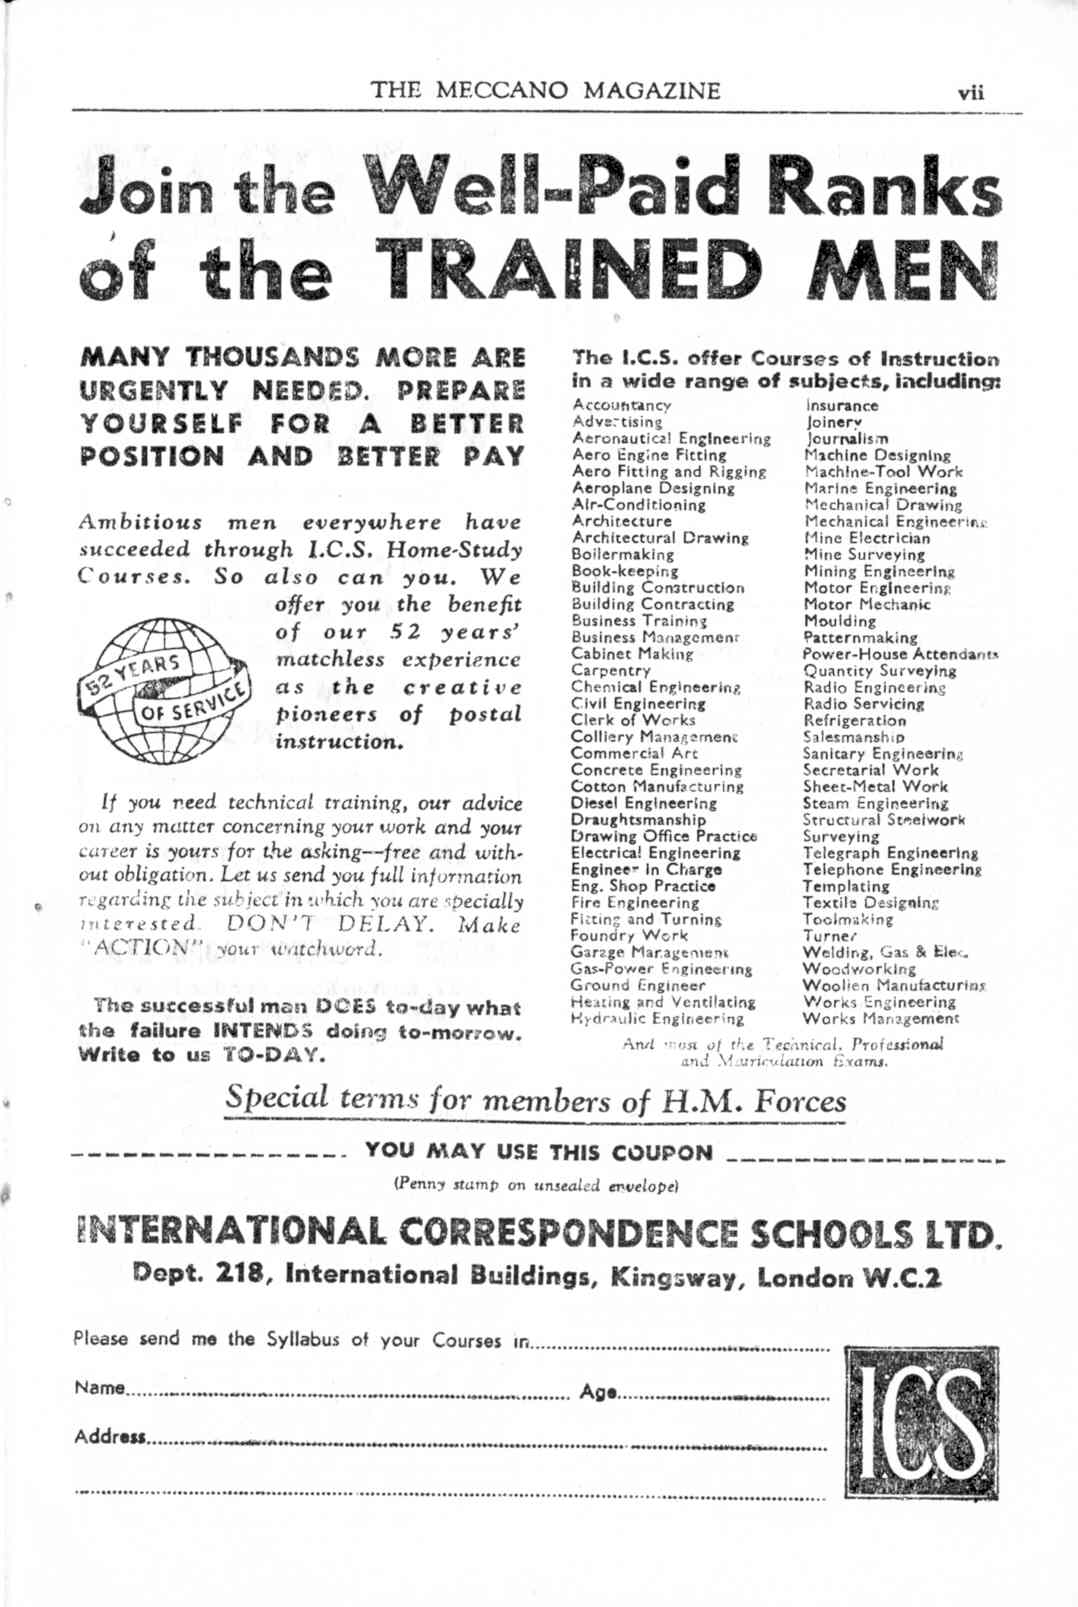 THE MECCANO MAGAZINE
vii
Join the Well-Paid Ranks
of the TRAINED MEN
MANY THOUSANDS MORE ARE
URGENTLY NEEDED. PREPARE
YOURSELF FOR A BETTER
POSITION AND BETTER PAY
Ambitious men everywhere have
succeeded through I.C.S. Home-Study
Courses. So also can you. We
offer you the benefit
of our 52 years'
matchless experience
as the creative
pioneers of postal
instruction.
52 YEARS
OF SERVICE
If you need technical training, our advice
on any matter concerning your work and your
career is yours for the asking—free and with-
out obligation. Let us send you full information
regarding the subject in which you are specially
interested. DON'T DELAY. Make
"ACTION" your watchword.
The successful man DOES to-day what
the failure INTENDS doing to-morrow.
Write to us TO-DAY.
The I.C.S. offer Courses of Instruction
in a wide range of subjects, including:
Accountancy
Advertising
Aeronautical Engineering
Aero Engine Fitting
Aero Fitting and Rigging
Aeroplane Designing
Air-Conditioning
Architecture
Architectural Drawing
Boilermaking
Book-keeping
Building Construction
Building Contracting
Business Training
Business Management
Cabinet Making
Carpentry
Chemical Engineering
Civil Engineering
Clerk of Works
Colliery Management
Commercial Art
Concrete Engineering
Cotton Manufacturing
Diesel Engineering
Draughtsmanship
Drawing Office Practice
Electrical Engineering
Engineer in Charge
Eng. Shop Practice
Fire Engineering
Fitting and Turning
Foundry Work
Garage Management
Gas-Power Engineering
Ground Engineer
Heating and Ventilating
Hydraulic Engineering
Insurance
Joinery
Journalism
Machine Designing
Machine-Tool Work
Marine Engineering
Mechanical Drawing
Mechanical Engineering
Mine Electrician
Mine Surveying
Mining Engineering
Motor Engineering
Motor Mechanic
Moulding
Patternmaking
Power-House Attendants
Quantity Surveying
Radio Engineering
Radio Servicing
Refrigeration
Salesmanship
Sanitary Engineering
Secretarial Work
Sheet-Metal Work
Steam Engineering
Structural Steelwork
Surveying
Telegraph Engineering
Telephone Engineering
Templating
Textile Designing
Toolmaking
Turner
Welding, Gas & Elec.
Woodworking
Woollen Manufacturing
Works Engineering
Works Management
And most of the Technical, Professional
and Matriculation Exams.
Special terms for members of H.M. Forces
YOU MAY USE THIS COUPON
(Penny stamp on unsealed envelope)
INTERNATIONAL CORRESPONDENCE SCHOOLS LTD.
Dept. 218, International Buildings, Kingsway, London W.C.2
Please send me the Syllabus of your Courses in
Name Age
Address
I.C.S